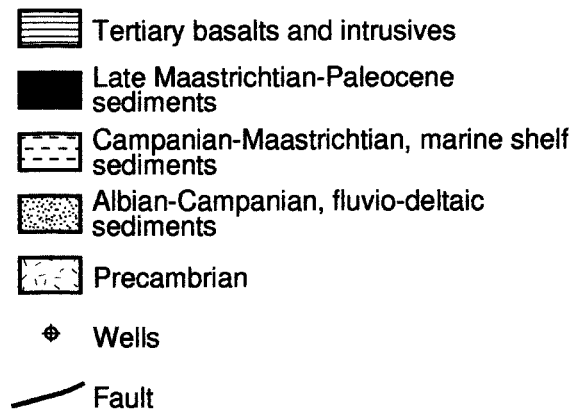 Tertiary basalts and intrusives
Late Maastrichtian-Paleocene
sediments
Campanian-Maastrichtian, marine shelf
sediments
Albian-Campanian, fluvio-deltaic
sediments
Precambrian
Wells
Fault